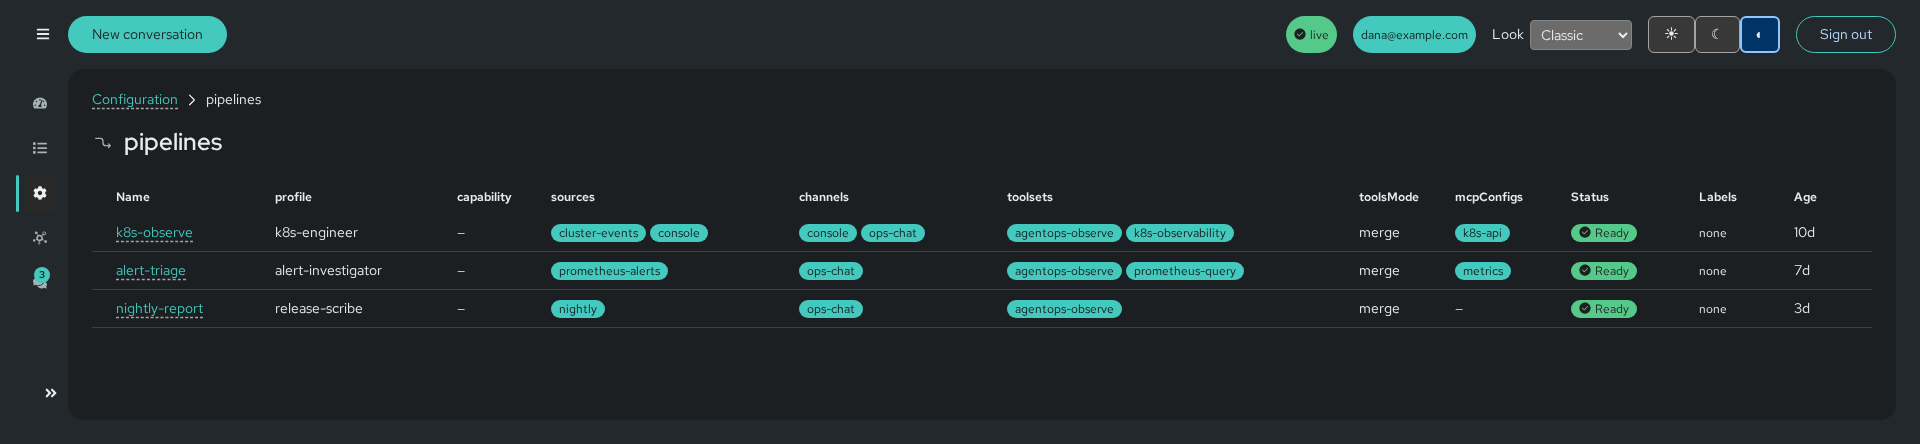 New conversation
live
dana@example.com
Look
Classic
Sign out
Configuration
pipelines
pipelines
Name profile capability sources channels toolsets toolsMode mcpConfigs Status Labels Age
k8s-observe k8s-engineer – cluster-events console console ops-chat agentops-observe k8s-observability merge k8s-api Ready none 10d
alert-triage alert-investigator – prometheus-alerts ops-chat agentops-observe prometheus-query merge metrics Ready none 7d
nightly-report release-scribe – nightly ops-chat agentops-observe merge – Ready none 3d
3